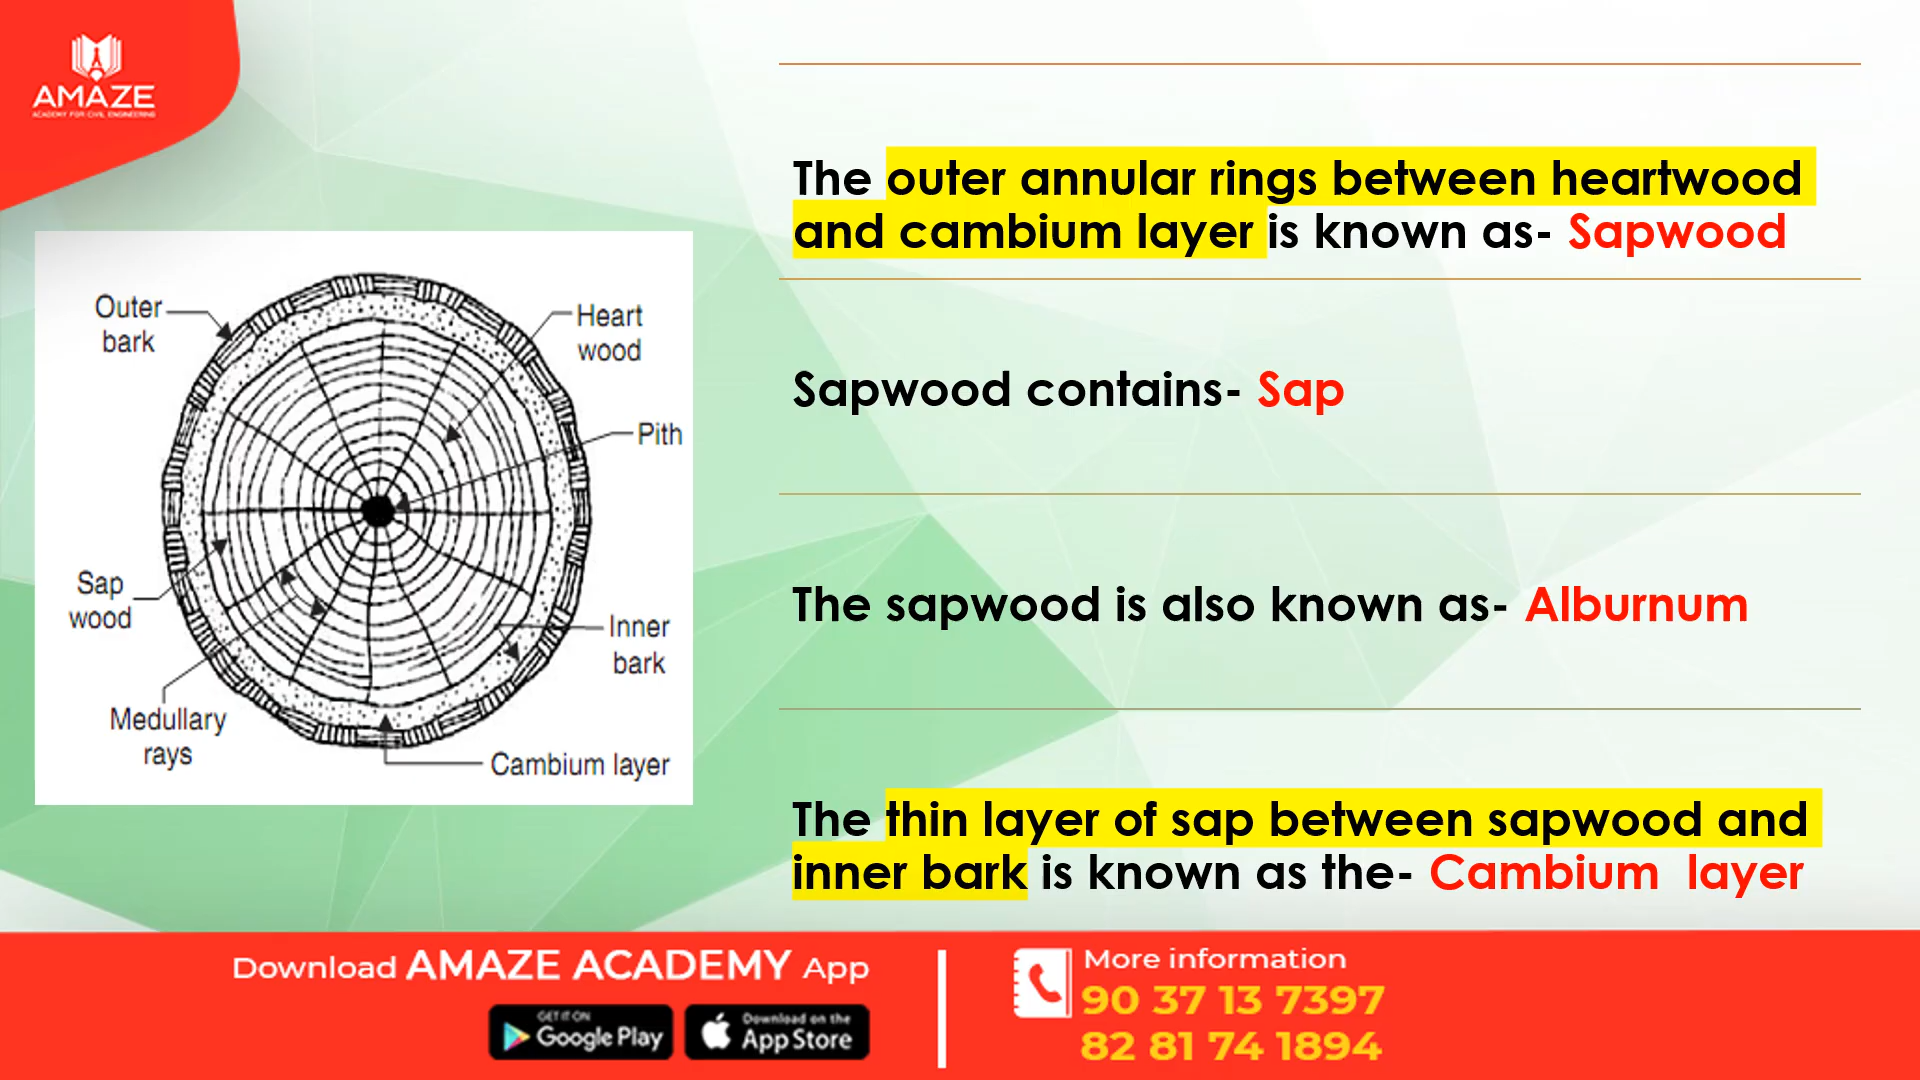 AMAZE
ACADEMY FOR CIVIL ENGINEERING
Outer
bark
Heart
wood
Pith
Sap
wood
Inner
bark
Medullary
rays
Cambium layer
The outer annular rings between heartwood
and cambium layer is known as- Sapwood
Sapwood contains- Sap
The sapwood is also known as- Alburnum
The thin layer of sap between sapwood and
inner bark is known as the- Cambium layer
Download AMAZE ACADEMY App
GET IT ON
Google Play
Download on the
App Store
More information
90 37 13 7397
82 81 74 1894